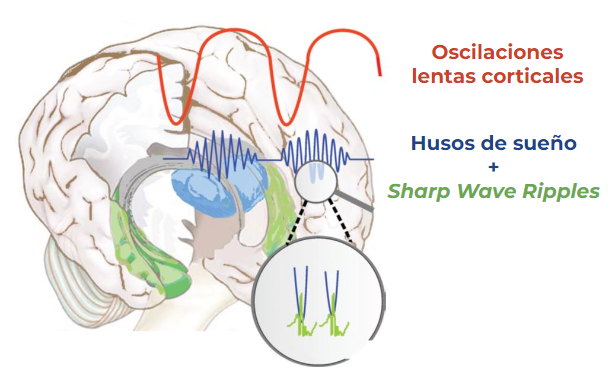 Oscilaciones
lentas corticales
Husos de sueño
+
Sharp Wave Ripples